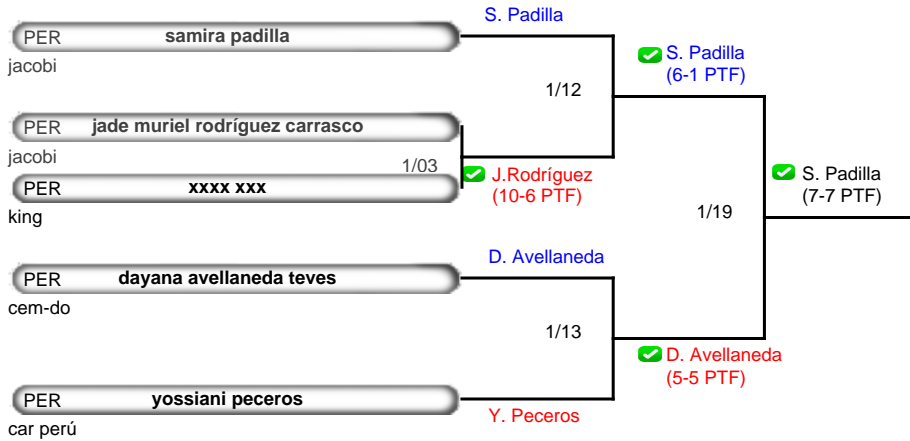 S. Padilla
PER samira padilla
jacobi
S. Padilla
(6-1 PTF)
1/12
PER jade muriel rodríguez carrasco
jacobi
1/03
J.Rodríguez
(10-6 PTF)
PER xxxx xxx
king
S. Padilla
(7-7 PTF)
1/19
D. Avellaneda
PER dayana avellaneda teves
cem-do
1/13
D. Avellaneda
(5-5 PTF)
PER yossiani peceros
Y. Peceros
car perú